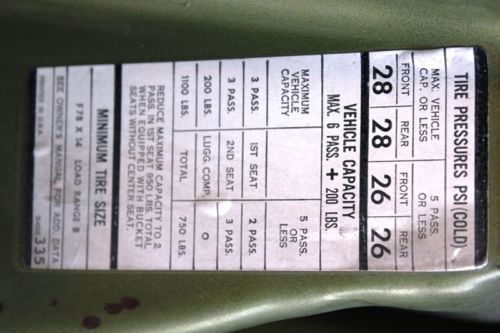 TIRE PRESSURES PSI (COLD)
MAX. VEHICLE CAP. OR LESS 5 PASS. OR LESS
FRONT REAR FRONT REAR
28 28 26 26
VEHICLE CAPACITY
MAX. 6 PASS. + 200 LBS.
MAXIMUM VEHICLE CAPACITY 5 PASS. OR LESS
3 PASS. 1ST SEAT 2 PASS.
3 PASS. 2ND SEAT 3 PASS.
200 LBS. LUGG. COMP. 0
1100 LBS. TOTAL 750 LBS.
REDUCE MAXIMUM CAPACITY TO 2
PASS IN 1ST SEAT 950 LBS. TOTAL
WHEN EQUIPPED WITH BUCKET
SEATS WITHOUT CENTER SEAT.
MINIMUM TIRE SIZE
F78 X 14 LOAD RANGE B
SEE OWNER'S MANUAL FOR ADD. DATA
PRINTED IN U.S.A. 335